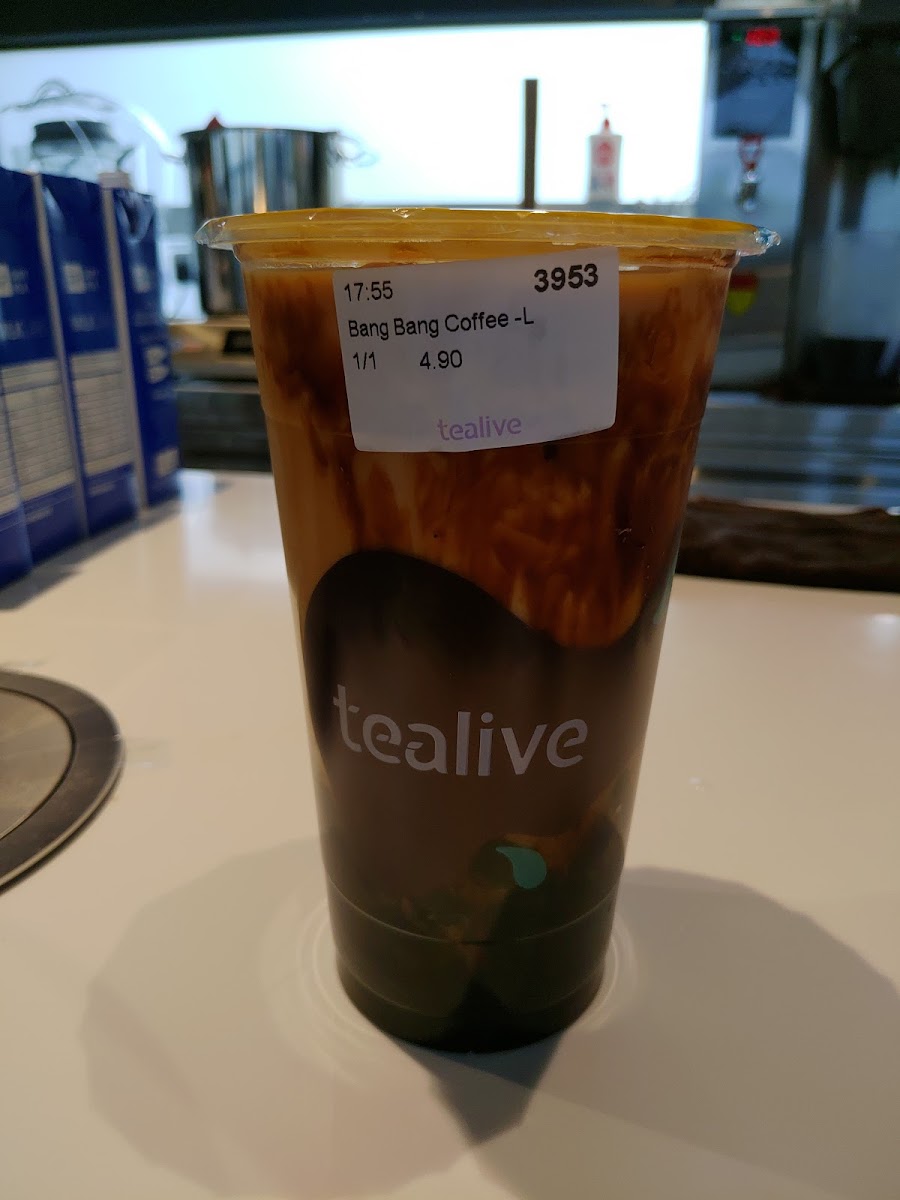 17:55 3953
Bang Bang Coffee -L
1/1 4.90
tealive
tealive